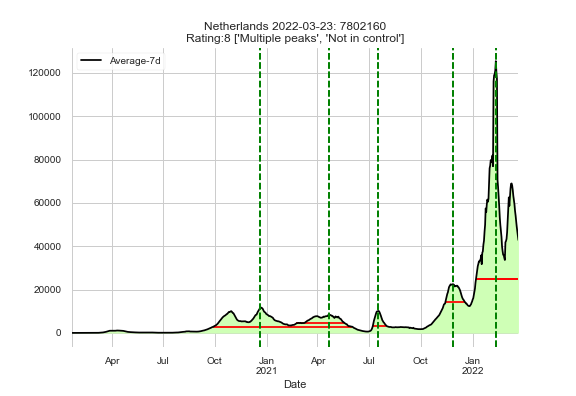 Netherlands 2022-03-23: 7802160
Rating:8 ['Multiple peaks', 'Not in control']
Average-7d
120000
100000
80000
60000
40000
20000
0
Apr Jul Oct Jan Apr Jul Oct Jan
2021 2022
Date